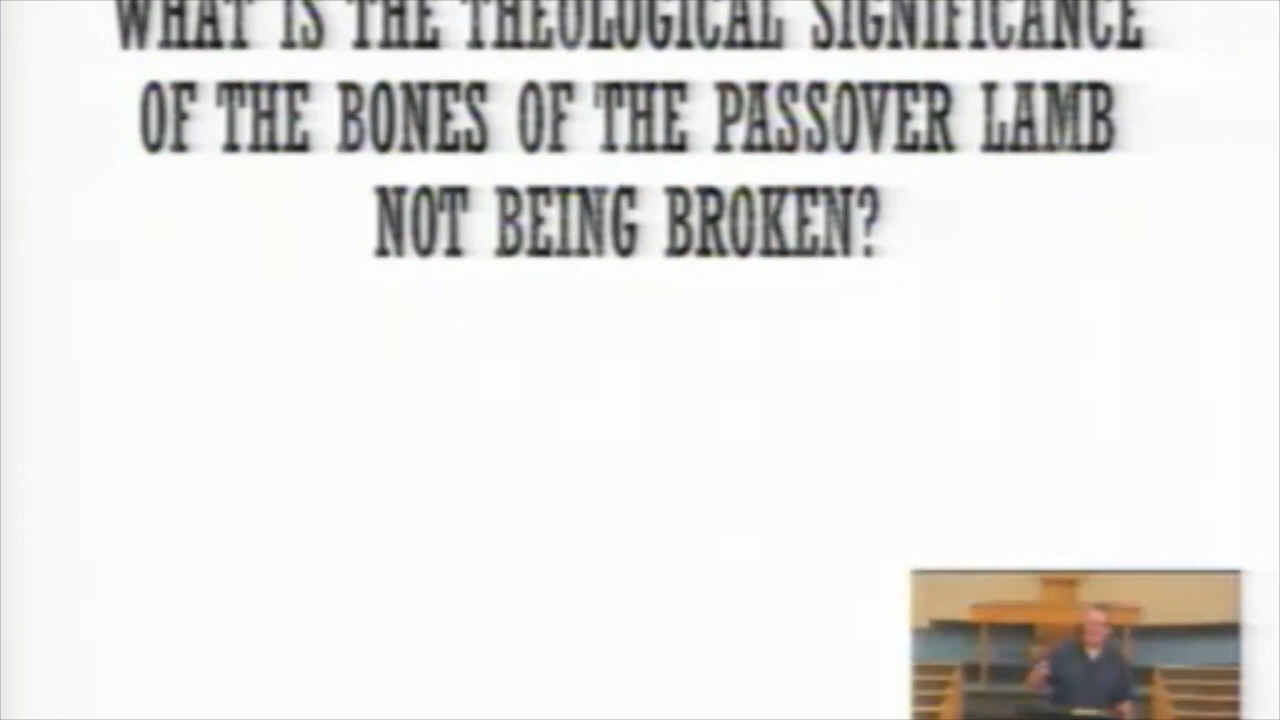 WHAT IS THE THEOLOGICAL SIGNIFICANCE
OF THE BONES OF THE PASSOVER LAMB
NOT BEING BROKEN?